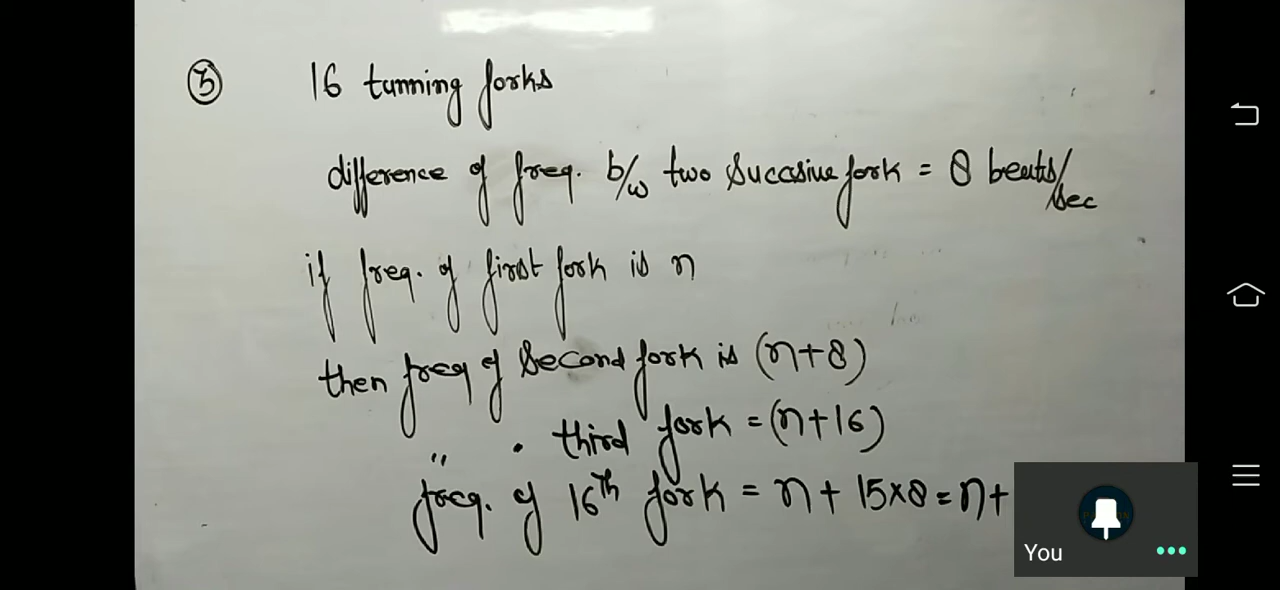 ③ 16 tunning forks
difference of freq. b/w two succasive fork = 8 beats/sec
if freq. of first fork is n
then freq of second fork is (n+8)
" . third fork = (n+16)
freq. of 16th fork = n + 15×8 = n+
You